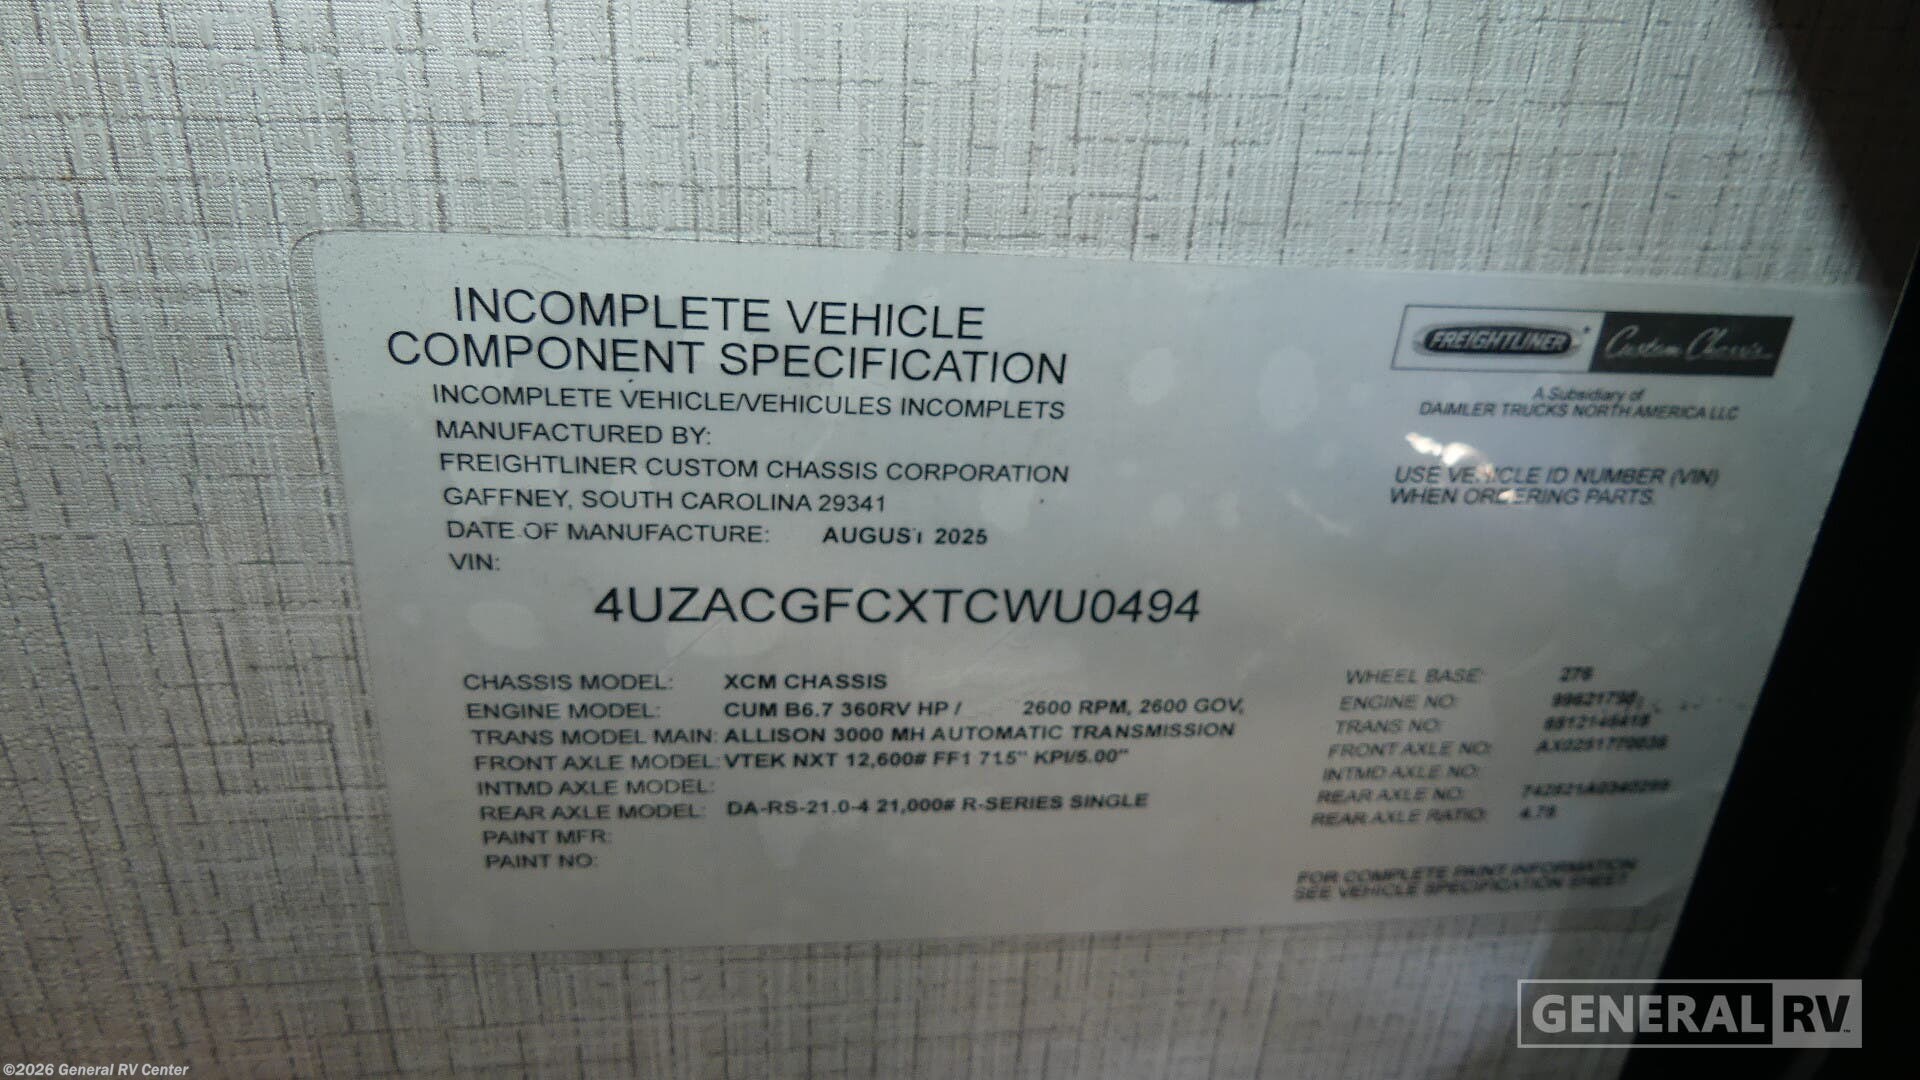 INCOMPLETE VEHICLE
COMPONENT SPECIFICATION
INCOMPLETE VEHICLE/VEHICULES INCOMPLETS
MANUFACTURED BY:
FREIGHTLINER CUSTOM CHASSIS CORPORATION
GAFFNEY, SOUTH CAROLINA 29341
DATE OF MANUFACTURE: AUGUST 2025
VIN:
4UZACGFCXTCWU0494
FREIGHTLINER Custom Chassis
A Subsidiary of
DAIMLER TRUCKS NORTH AMERICA LLC
USE VEHICLE ID NUMBER (VIN)
WHEN ORDERING PARTS.
CHASSIS MODEL: XCM CHASSIS
ENGINE MODEL: CUM B6.7 360RV HP / 2600 RPM, 2600 GOV,
TRANS MODEL MAIN: ALLISON 3000 MH AUTOMATIC TRANSMISSION
FRONT AXLE MODEL: VTEK NXT 12,600# FF1 71.5" KPI/5.00"
INTMD AXLE MODEL:
REAR AXLE MODEL: DA-RS-21.0-4 21,000# R-SERIES SINGLE
PAINT MFR:
PAINT NO:
WHEEL BASE: 276
ENGINE NO:
TRANS NO:
FRONT AXLE NO:
INTMD AXLE NO:
REAR AXLE NO:
REAR AXLE RATIO: 4.78
FOR COMPLETE PAINT INFORMATION
SEE VEHICLE SPECIFICATION SHEET
GENERAL RV
©2026 General RV Center